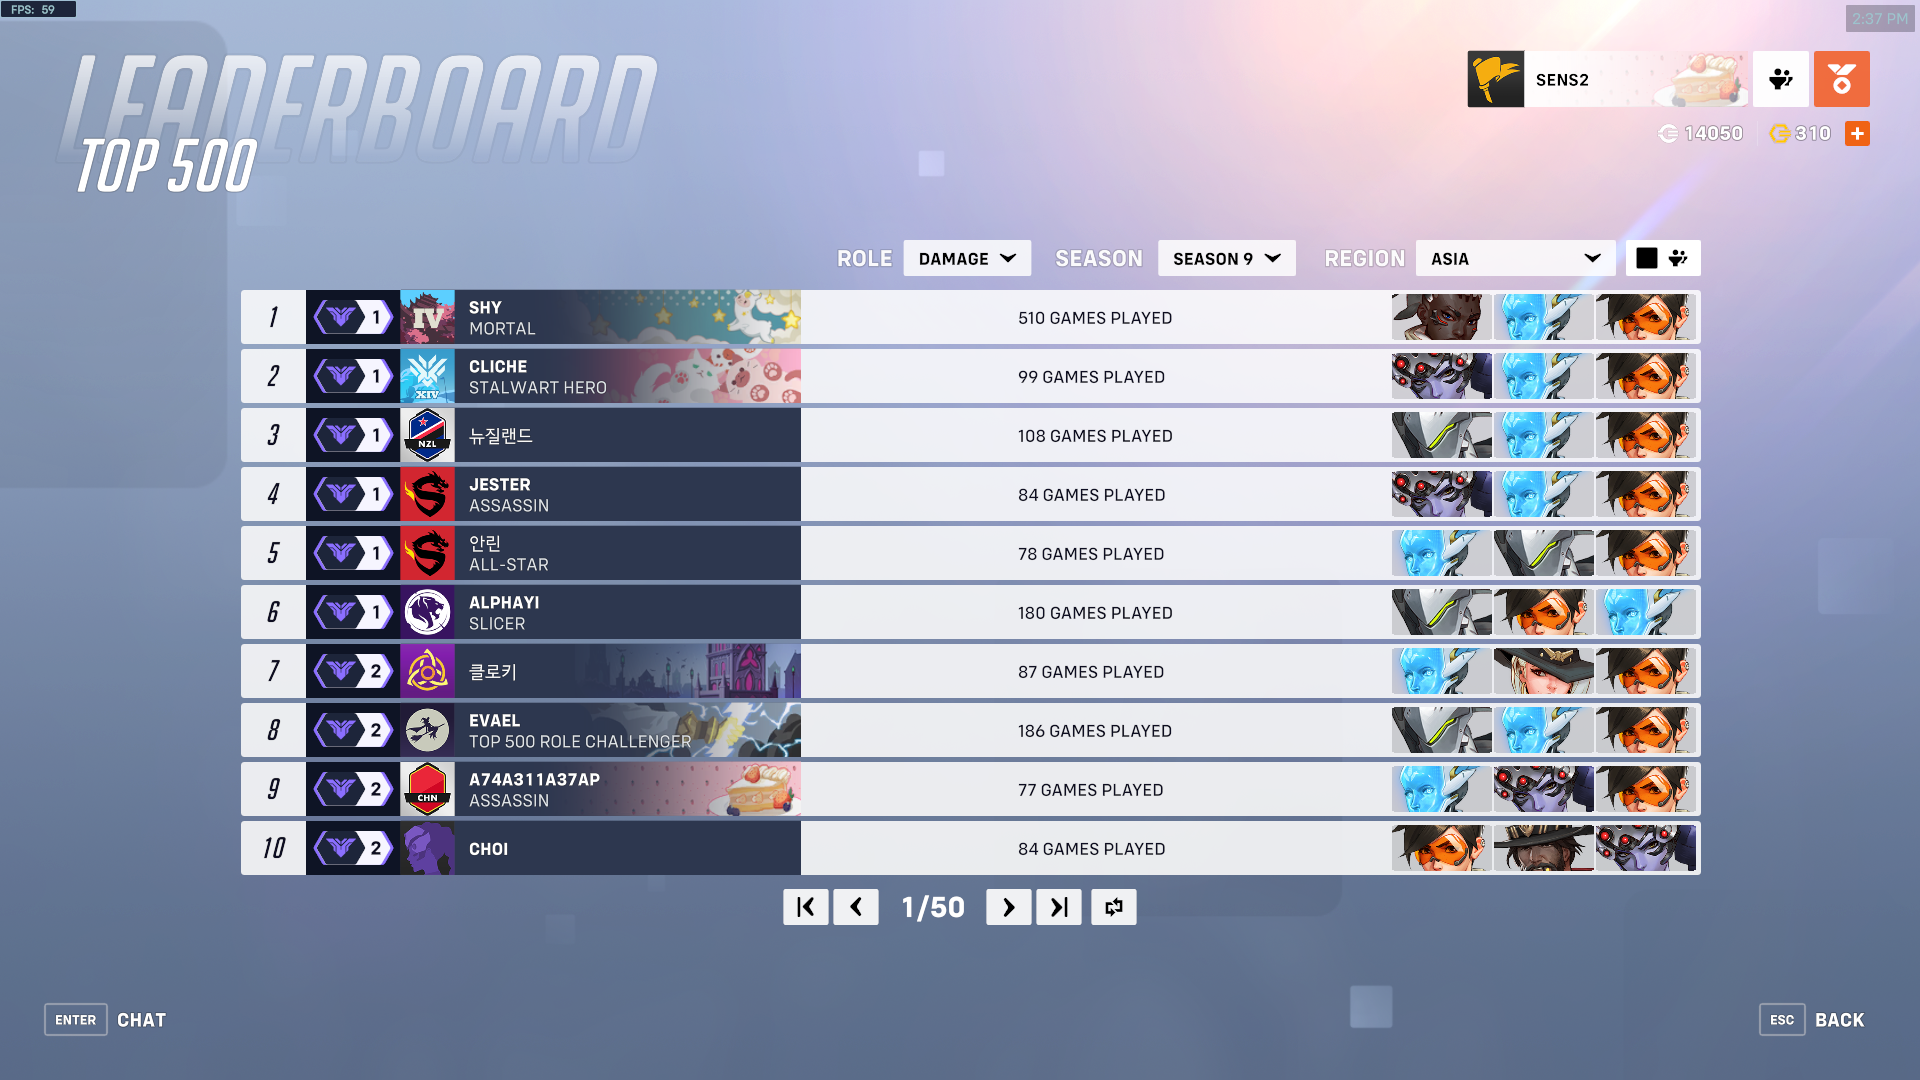 FPS: 59
2:37 PM
LEADERBOARD
TOP 500
SENS2
14050
310
ROLE DAMAGE SEASON SEASON 9 REGION ASIA
1 1 IV SHY 510 GAMES PLAYED
MORTAL
2 1 XIV CLICHE 99 GAMES PLAYED
STALWART HERO
3 1 NZL 뉴질랜드 108 GAMES PLAYED
4 1 JESTER 84 GAMES PLAYED
ASSASSIN
5 1 안린 78 GAMES PLAYED
ALL-STAR
6 1 ALPHAYI 180 GAMES PLAYED
SLICER
7 2 클로키 87 GAMES PLAYED
8 2 EVAEL 186 GAMES PLAYED
TOP 500 ROLE CHALLENGER
9 2 CHN A74A311A37AP 77 GAMES PLAYED
ASSASSIN
10 2 CHOI 84 GAMES PLAYED
1/50
ENTER CHAT
ESC BACK